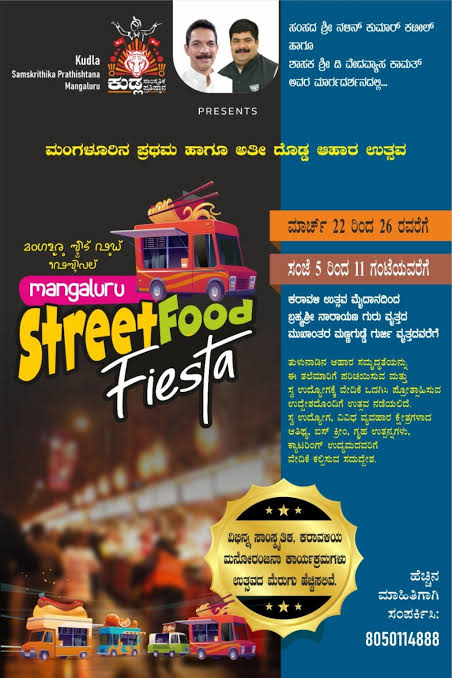 Kudla
Samskrithika Prathishtana
Mangaluru
ಕುಡ್ಲ ಸಾಂಸ್ಕೃತಿಕ ಪ್ರತಿಷ್ಠಾನ
PRESENTS
ಸಂಸದ ಶ್ರೀ ನಳಿನ್ ಕುಮಾರ್ ಕಟೀಲ್
ಹಾಗೂ
ಶಾಸಕ ಶ್ರೀ ಡಿ ವೇದವ್ಯಾಸ ಕಾಮತ್
ಅವರ ಮಾರ್ಗದರ್ಶನದಲ್ಲಿ...
ಮಂಗಳೂರಿನ ಪ್ರಥಮ ಹಾಗೂ ಅತೀ ದೊಡ್ಡ ಆಹಾರ ಉತ್ಸವ
mangaluru
Street Food
Fiesta
ಮಾರ್ಚ್ 22 ರಿಂದ 26 ರವರೆಗೆ
ಸಂಜೆ 5 ರಿಂದ 11 ಗಂಟೆಯವರೆಗೆ
ಕರಾವಳಿ ಉತ್ಸವ ಮೈದಾನದಿಂದ
ಬ್ರಹ್ಮಶ್ರೀ ನಾರಾಯಣ ಗುರು ವೃತ್ತದ
ಮುಖಾಂತರ ಮಣ್ಣಗುಡ್ಡೆ ಗುರ್ಜಿ ವೃತ್ತದವರೆಗೆ
ತುಳುನಾಡಿನ ಆಹಾರ ಸಮೃದ್ಧತೆಯನ್ನು
ಈ ತಲೆಮಾರಿಗೆ ಪರಿಚಯಿಸುವ ಮತ್ತು
ಸ್ವ ಉದ್ಯೋಗಕ್ಕೆ ವೇದಿಕೆ ಒದಗಿಸಿ ಪ್ರೋತ್ಸಾಹಿಸುವ
ಉದ್ದೇಶದೊಂದಿಗೆ ಉತ್ಸವ ನಡೆಯಲಿದೆ.
ಸ್ವ ಉದ್ಯೋಗ, ವಿವಿಧ ವ್ಯವಹಾರ ಕ್ಷೇತ್ರಗಳಾದ
ಆತಿಥ್ಯ, ಐಸ್ ಕ್ರೀಂ, ಗೃಹ ಉತ್ಪನ್ನಗಳು,
ಕ್ಯಾಟರಿಂಗ್ ಉದ್ಯಮದವರಿಗೆ
ವೇದಿಕೆ ಕಲ್ಪಿಸುವ ಸದುದ್ದೇಶ.
ವಿಭಿನ್ನ ಸಾಂಸ್ಕೃತಿಕ, ಕರಾವಳಿಯ
ಮನೋರಂಜನಾ ಕಾರ್ಯಕ್ರಮಗಳು
ಉತ್ಸವದ ಮೆರುಗು ಹೆಚ್ಚಿಸಲಿವೆ.
ಹೆಚ್ಚಿನ
ಮಾಹಿತಿಗಾಗಿ
ಸಂಪರ್ಕಿಸಿ:
8050114888